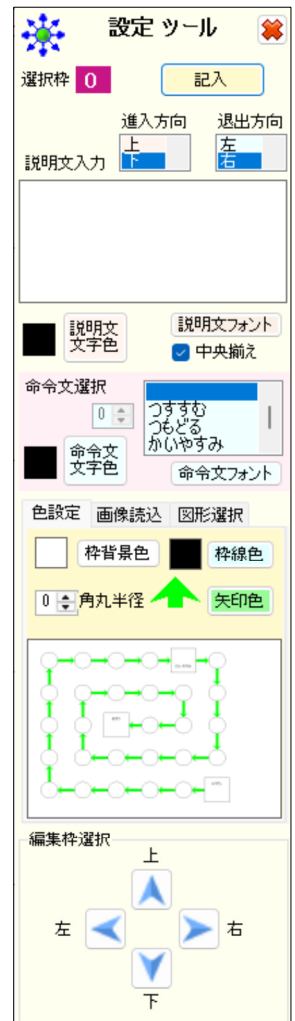 設定 ツール
選択枠 0 記入
進入方向 退出方向
上 左
説明文入力 下 右
説明文
文字色
説明文フォント
中央揃え
命令文選択
0
つすすむ
つもどる
かいやすみ
命令文
文字色
命令文フォント
色設定 画像読込 図形選択
枠背景色 枠線色
0 角丸半径 矢印色
編集枠選択
上
左 右
下